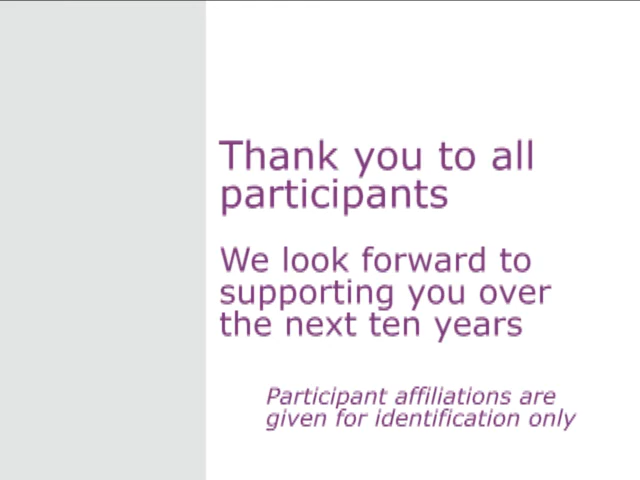 Thank you to all
participants
We look forward to
supporting you over
the next ten years
Participant affiliations are
given for identification only